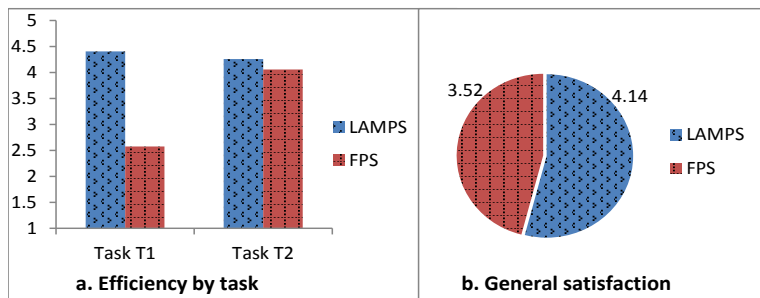 5
4.5
4
3.5
3
2.5
2
1.5
1
Task T1
Task T2
LAMPS
FPS
a. Efficiency by task
3.52
4.14
LAMPS
FPS
b. General satisfaction